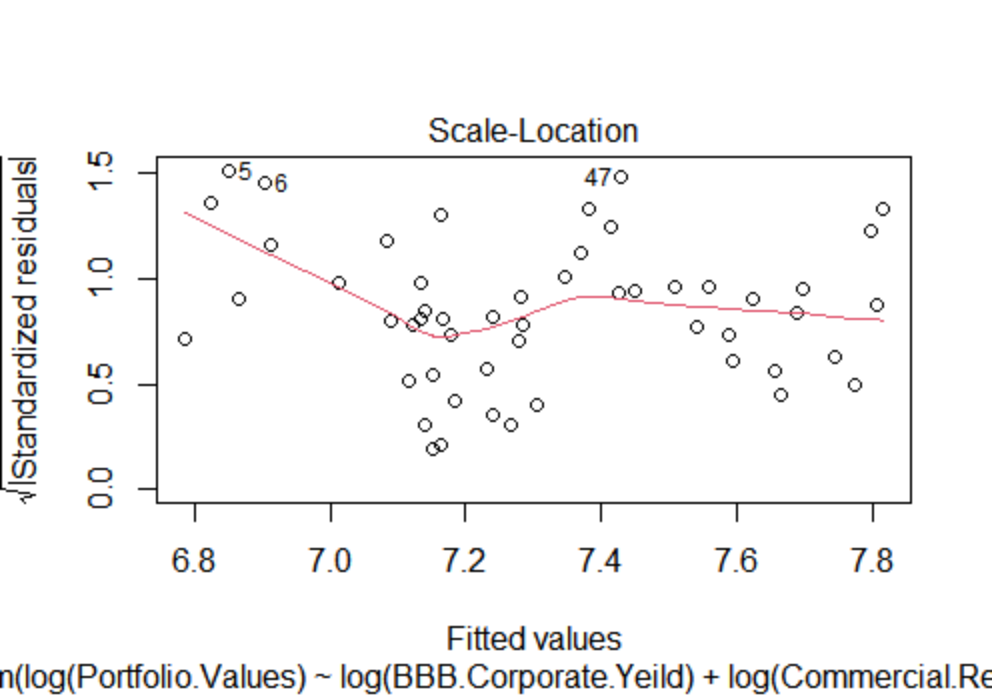 Scale-Location
√|Standardized residuals|
1.5
1.0
0.5
0.0
5
6
47
6.8 7.0 7.2 7.4 7.6 7.8
Fitted values
m(log(Portfolio.Values) ~ log(BBB.Corporate.Yeild) + log(Commercial.Re